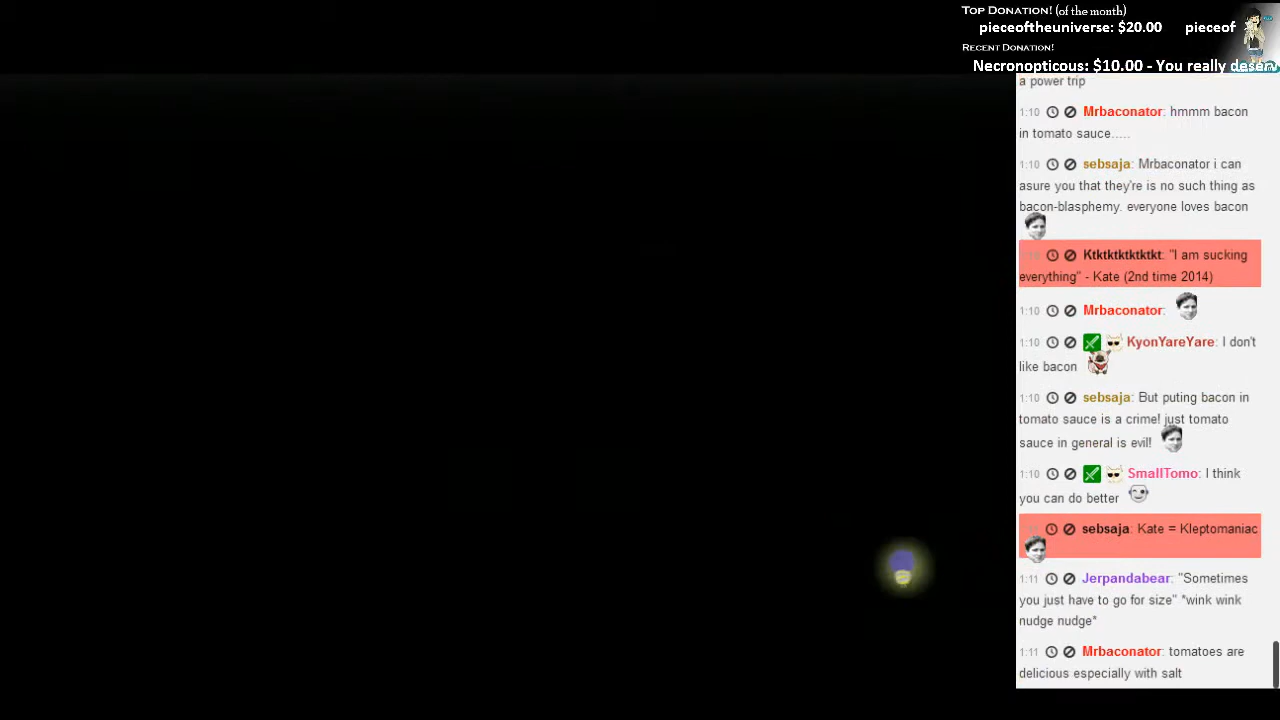 TOP DONATION! (of the month)
pieceoftheuniverse: $20.00 pieceof
RECENT DONATION!
Necronopticous: $10.00 - You really deserv
a power trip
1:10 Mrbaconator: hmmm bacon
in tomato sauce.....
1:10 sebsaja: Mrbaconator i can
asure you that they're is no such thing as
bacon-blasphemy. everyone loves bacon
Ktktktktktktkt: "I am sucking
everything" - Kate (2nd time 2014)
1:10 Mrbaconator:
1:10 KyonYareYare: I don't
like bacon
1:10 sebsaja: But puting bacon in
tomato sauce is a crime! just tomato
sauce in general is evil!
1:10 SmallTomo: I think
you can do better
sebsaja: Kate = Kleptomaniac
1:11 Jerpandabear: "Sometimes
you just have to go for size" *wink wink
nudge nudge*
1:11 Mrbaconator: tomatoes are
delicious especially with salt